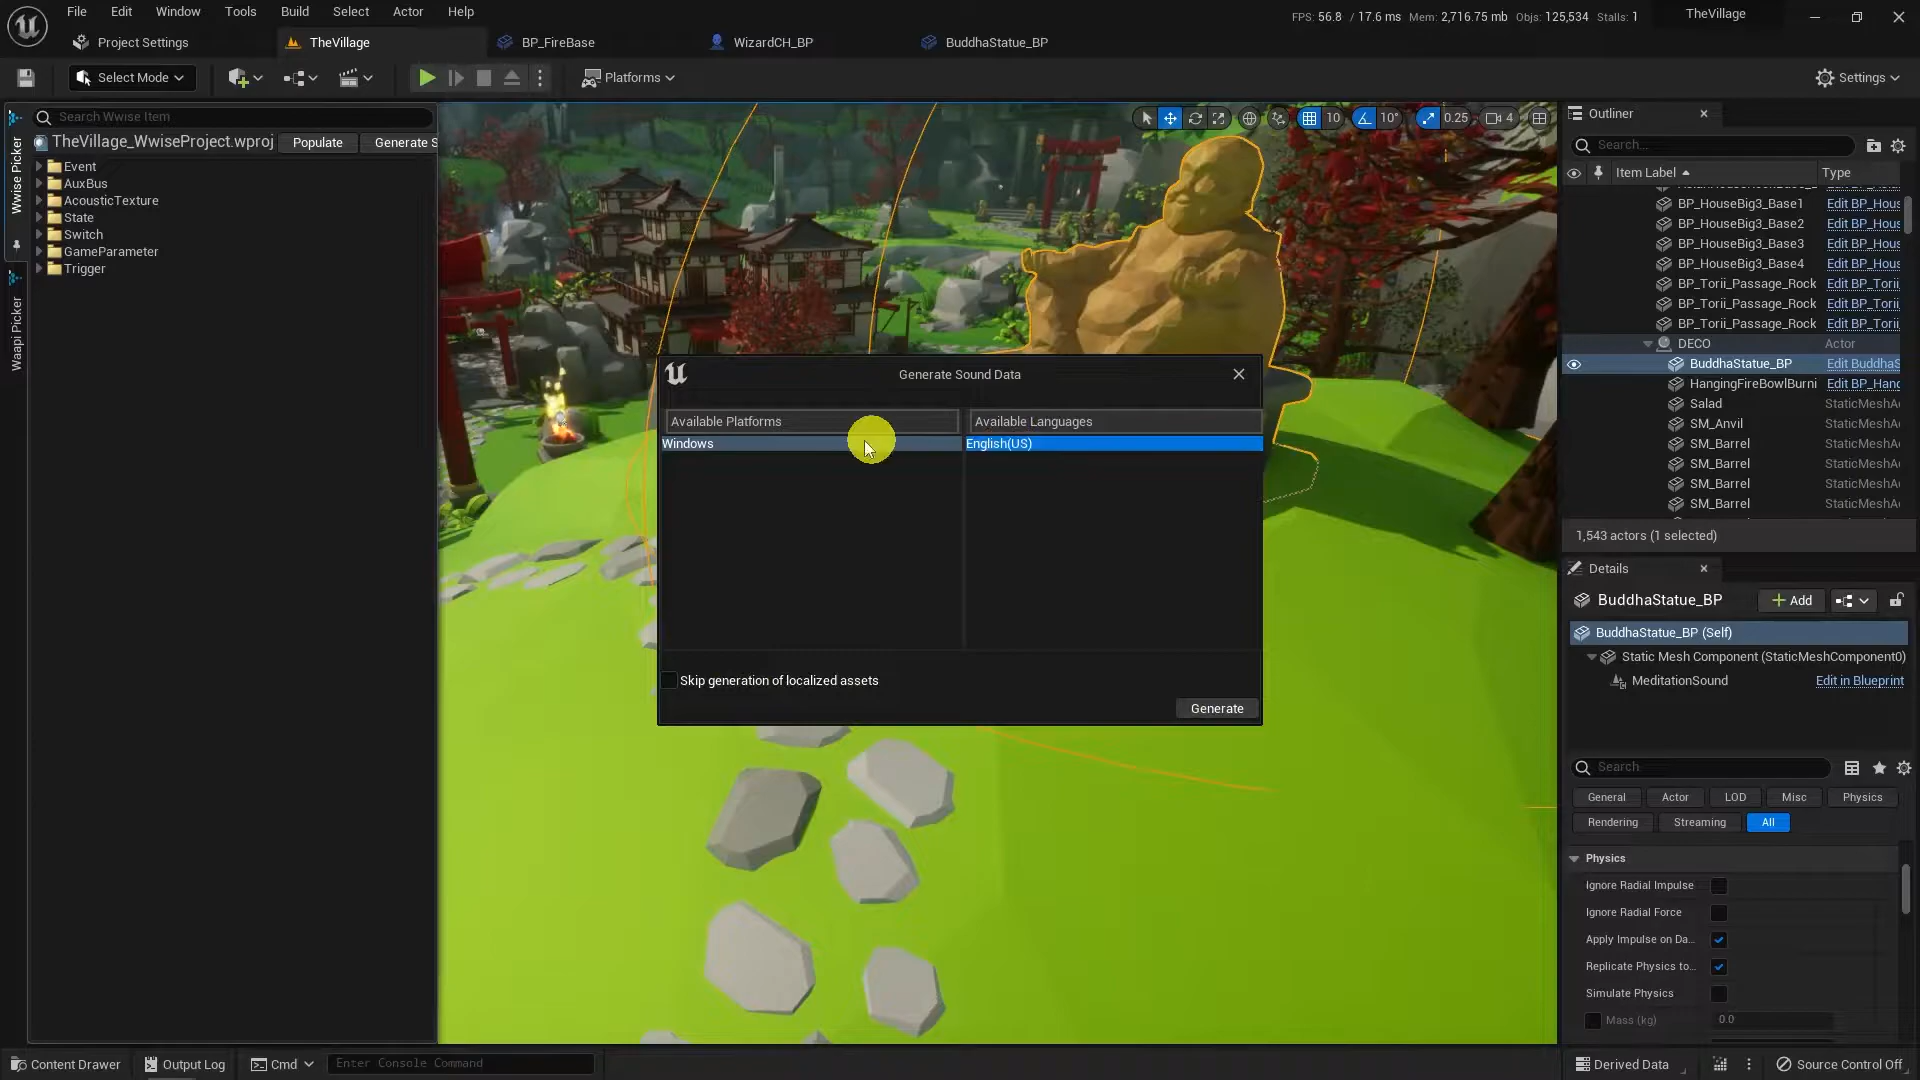 File Edit Window Tools Build Select Actor Help
FPS: 56.8 / 17.6 ms Mem: 2,716.75 mb Objs: 125,534 Stalls: 1
TheVillage
Project Settings
TheVillage
BP_FireBase
WizardCH_BP
BuddhaStatue_BP
Select Mode
Platforms
Settings
Search Wwise Item
TheVillage_WwiseProject.wproj
Populate
Generate S
Event
AuxBus
AcousticTexture
State
Switch
GameParameter
Trigger
Wwise Picker
Waapi Picker
10
10°
0.25
4
Generate Sound Data
Available Platforms
Available Languages
Windows
English(US)
Skip generation of localized assets
Generate
Outliner
Search...
Item Label
Type
BP_HouseBig3_Base1 Edit BP_Hous
BP_HouseBig3_Base2 Edit BP_Hous
BP_HouseBig3_Base3 Edit BP_Hous
BP_HouseBig3_Base4 Edit BP_Hous
BP_Torii_Passage_Rock Edit BP_Torii
BP_Torii_Passage_Rock Edit BP_Torii
BP_Torii_Passage_Rock Edit BP_Torii
DECO Actor
BuddhaStatue_BP Edit BuddhaS
HangingFireBowlBurni Edit BP_Hang
Salad StaticMeshA
SM_Anvil StaticMeshA
SM_Barrel StaticMeshA
SM_Barrel StaticMeshA
SM_Barrel StaticMeshA
SM_Barrel StaticMeshA
1,543 actors (1 selected)
Details
BuddhaStatue_BP
Add
BuddhaStatue_BP (Self)
Static Mesh Component (StaticMeshComponent0)
MeditationSound Edit in Blueprint
Search
General Actor LOD Misc Physics
Rendering Streaming All
Physics
Ignore Radial Impulse
Ignore Radial Force
Apply Impulse on Da...
Replicate Physics to...
Simulate Physics
Mass (kg) 0.0
Content Drawer
Output Log
Cmd
Enter Console Command
Derived Data
Source Control Off